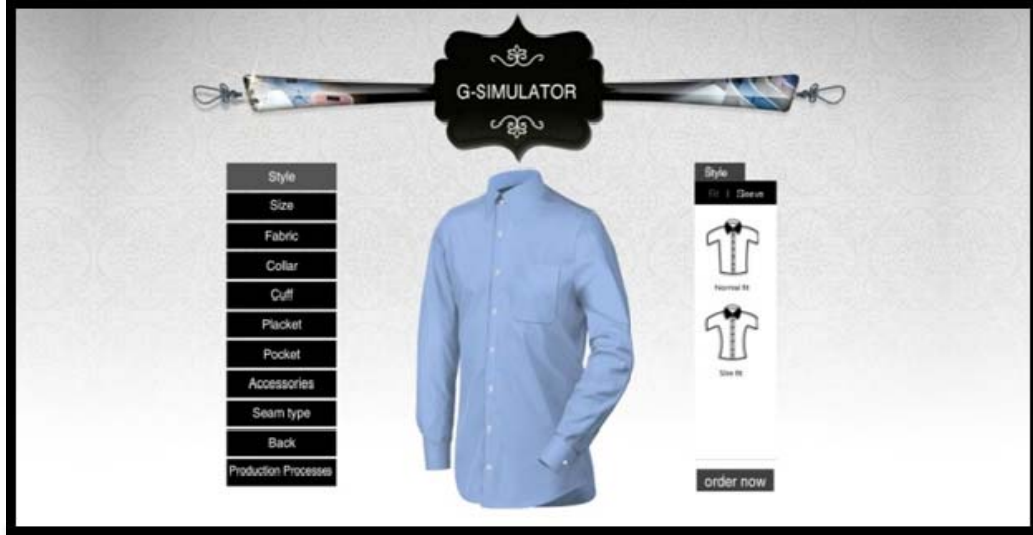 G-SIMULATOR
Style
Size
Fabric
Collar
Cuff
Placket
Pocket
Accessories
Seam type
Back
Production Processes
Style
Fit | Sleeve
Normal fit
Slim fit
order now